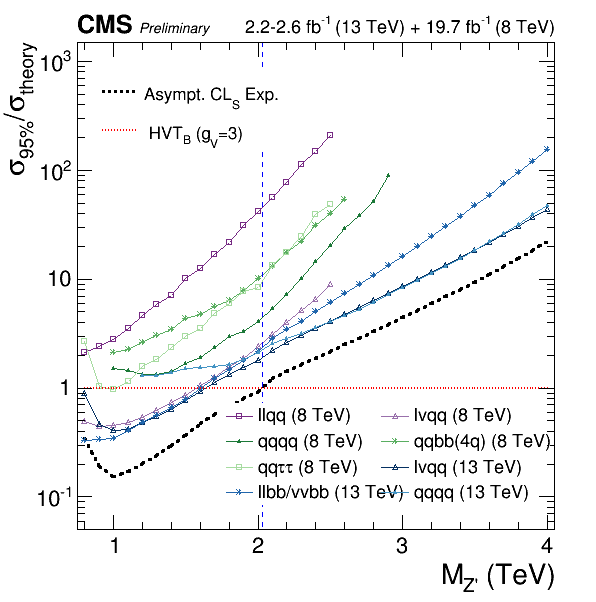 CMS Preliminary 2.2-2.6 fb⁻¹ (13 TeV) + 19.7 fb⁻¹ (8 TeV)
σ95%/σtheory
10³
10²
10
1
10⁻¹
Asympt. CLS Exp.
HVTB (gV=3)
llqq (8 TeV) lνqq (8 TeV)
qqqq (8 TeV) qqbb(4q) (8 TeV)
qqττ (8 TeV) lνqq (13 TeV)
llbb/ννbb (13 TeV) qqqq (13 TeV)
1 2 3 4
MZ' (TeV)